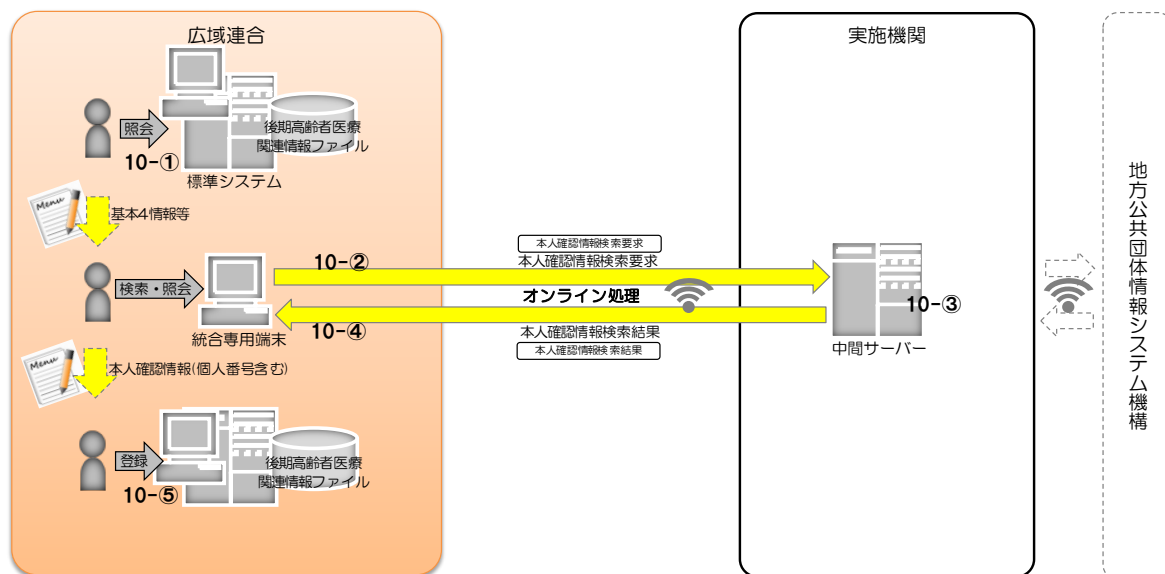 広域連合
照会
10-①
後期高齢者医療
関連情報ファイル
標準システム
Menu
基本4情報等
検索・照会
統合専用端末
10-②
本人確認情報検索要求
本人確認情報検索要求
オンライン処理
10-④
本人確認情報検索結果
本人確認情報検索結果
Menu
本人確認情報(個人番号含む)
登録
10-⑤
後期高齢者医療
関連情報ファイル
実施機関
10-③
中間サーバー
地方公共団体情報システム機構